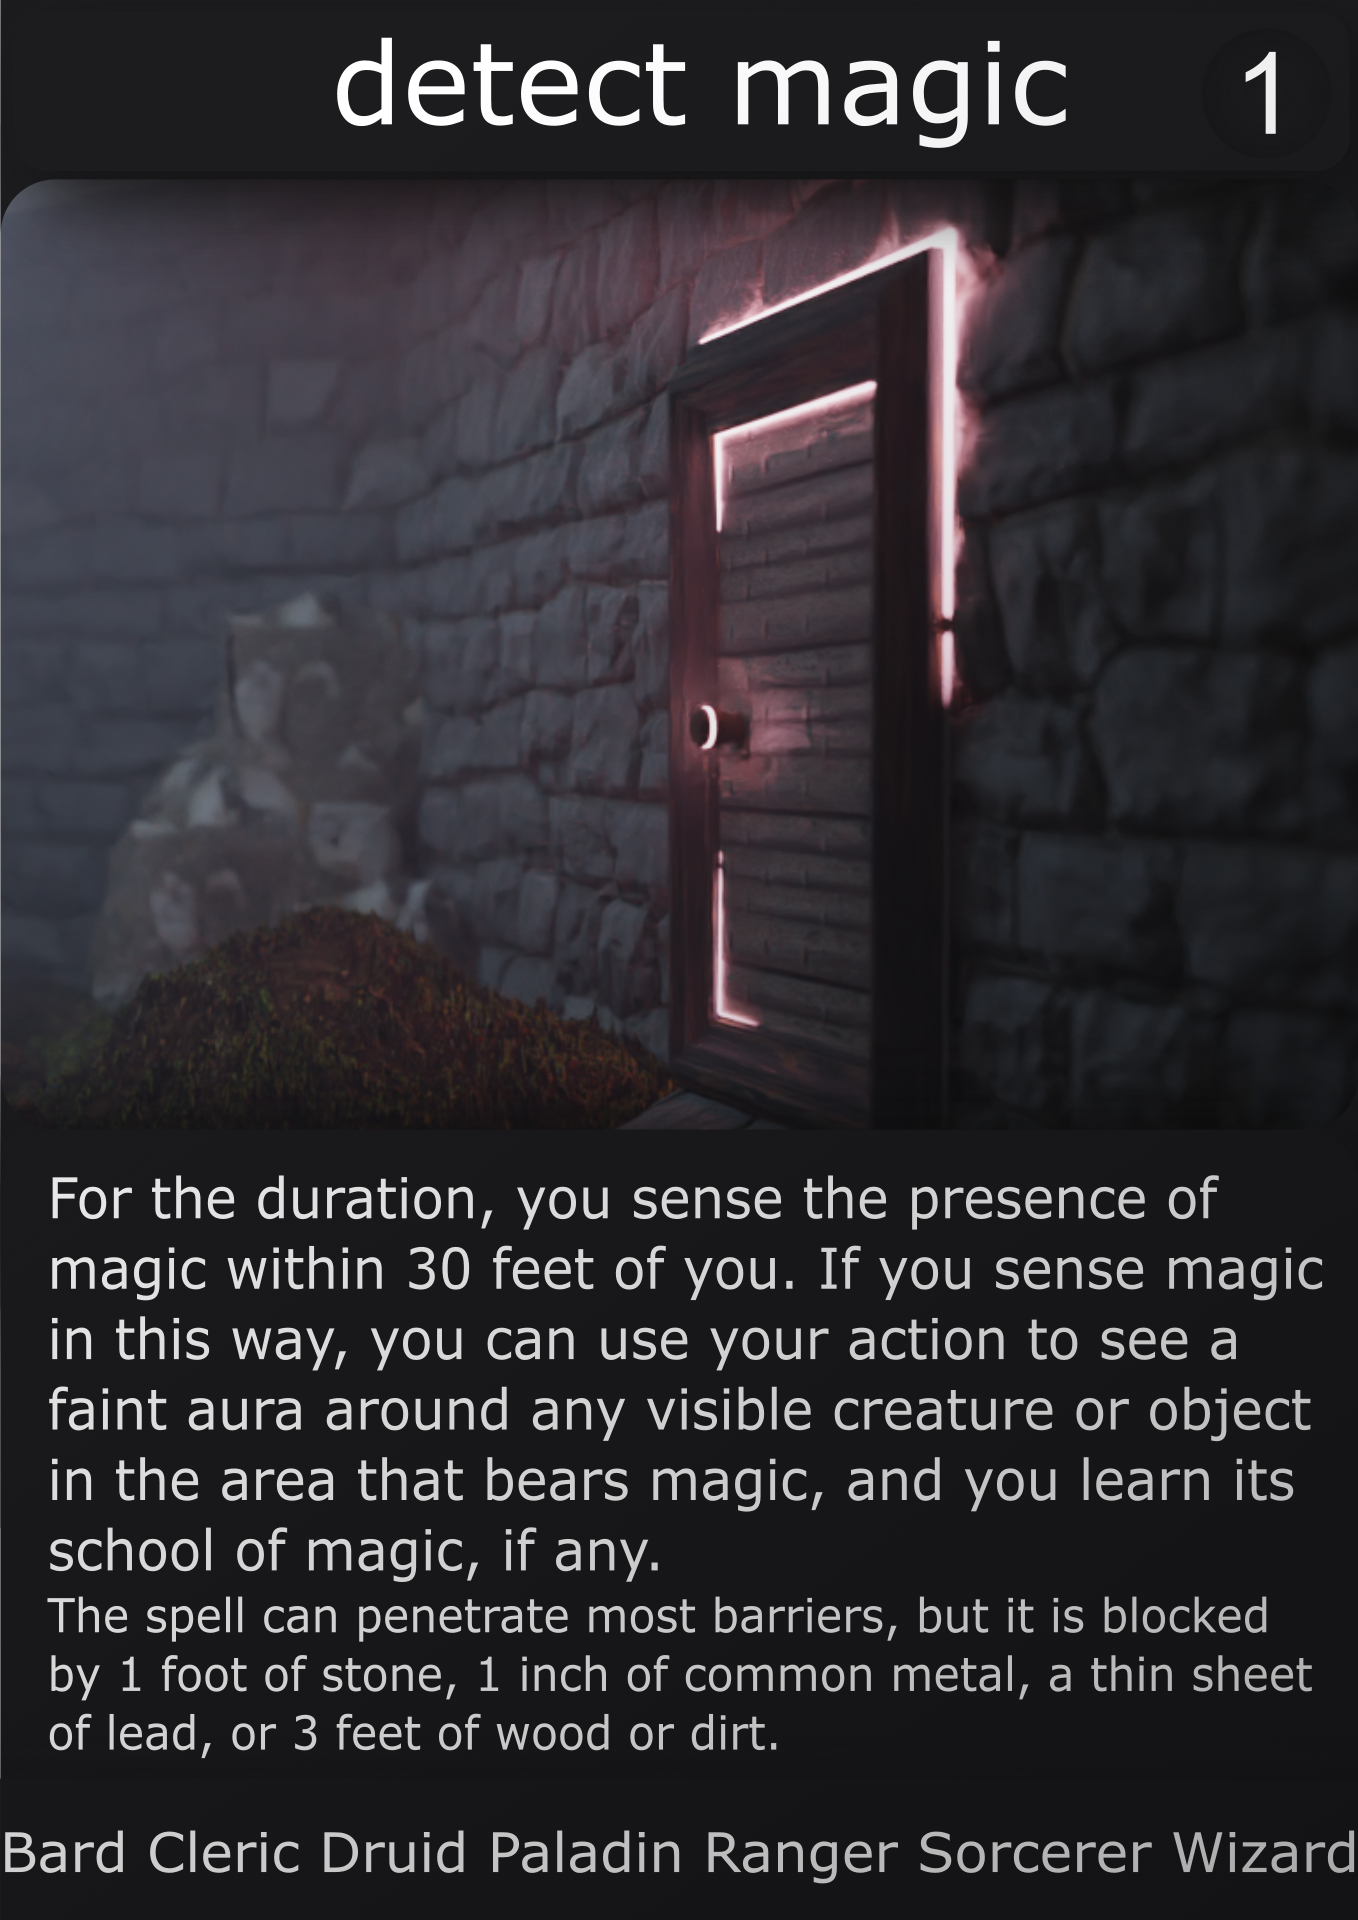 detect magic 1
For the duration, you sense the presence of
magic within 30 feet of you. If you sense magic
in this way, you can use your action to see a
faint aura around any visible creature or object
in the area that bears magic, and you learn its
school of magic, if any.
The spell can penetrate most barriers, but it is blocked
by 1 foot of stone, 1 inch of common metal, a thin sheet
of lead, or 3 feet of wood or dirt.
Bard Cleric Druid Paladin Ranger Sorcerer Wizard